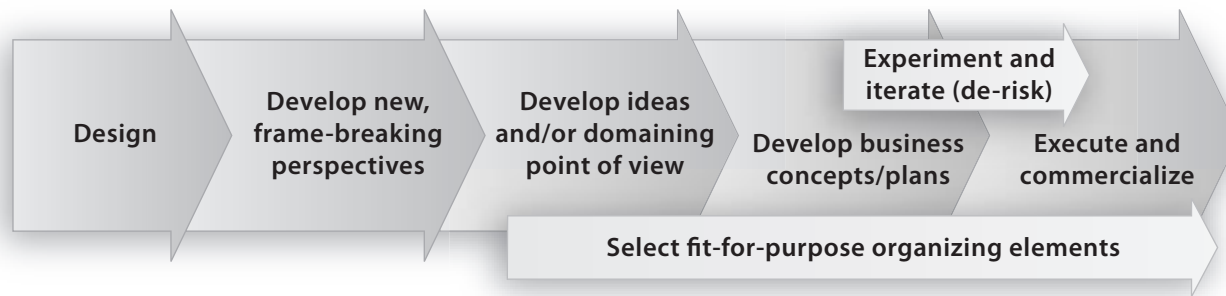 Design
Develop new,
frame-breaking
perspectives
Develop ideas
and/or domaining
point of view
Experiment and
iterate (de-risk)
Develop business
concepts/plans
Execute and
commercialize
Select fit-for-purpose organizing elements